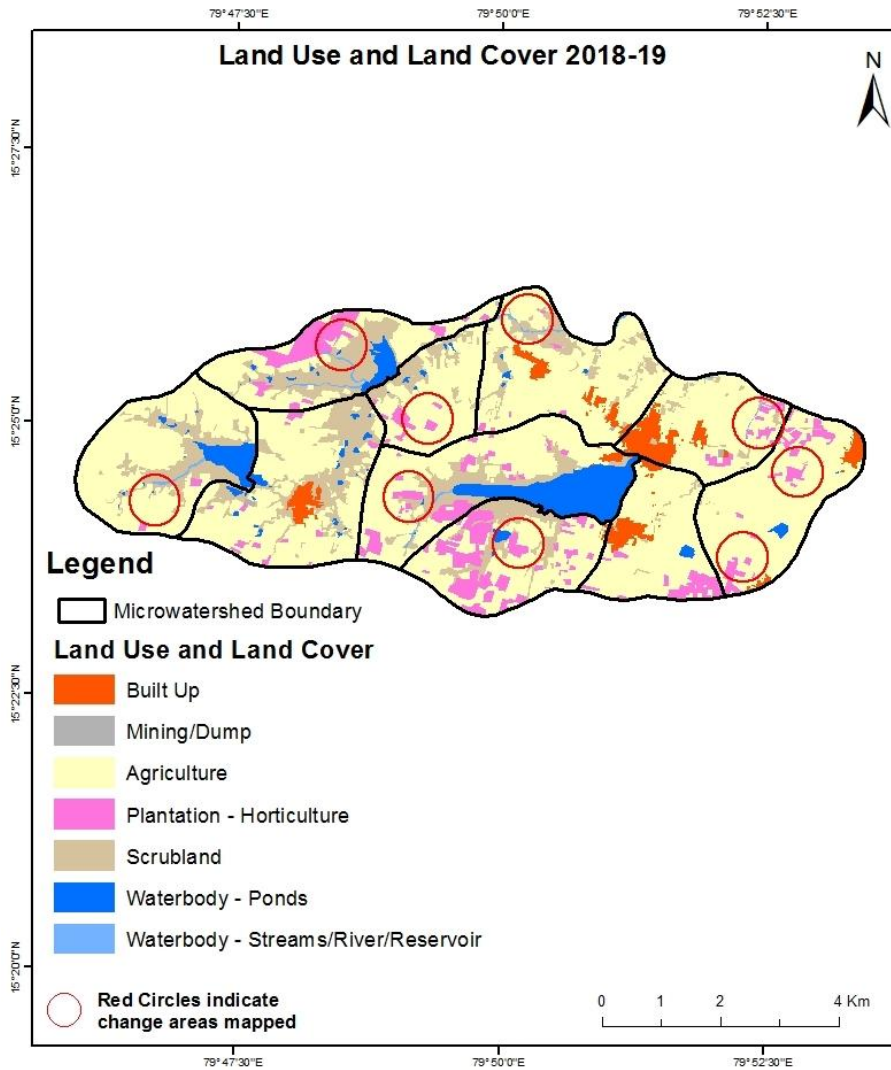 79°47'30"E 79°50'0"E 79°52'30"E
Land Use and Land Cover 2018-19
N
15°27'30"N
15°25'0"N
15°22'30"N
15°20'0"N
Legend
Microwatershed Boundary
Land Use and Land Cover
Built Up
Mining/Dump
Agriculture
Plantation - Horticulture
Scrubland
Waterbody - Ponds
Waterbody - Streams/River/Reservoir
Red Circles indicate
change areas mapped
0 1 2 4 Km
79°47'30"E 79°50'0"E 79°52'30"E